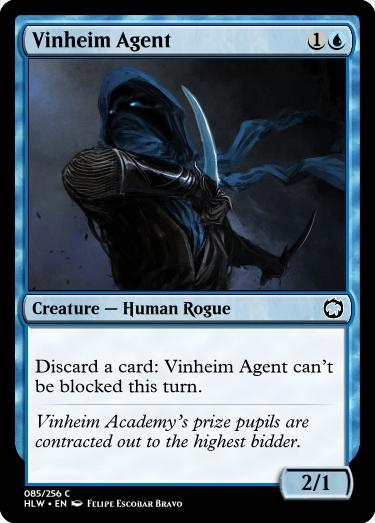 Vinheim Agent 1
Creature — Human Rogue
Discard a card: Vinheim Agent can't
be blocked this turn.
Vinheim Academy's prize pupils are
contracted out to the highest bidder.
2/1
085/256 C
HLW • EN Felipe Escobar Bravo